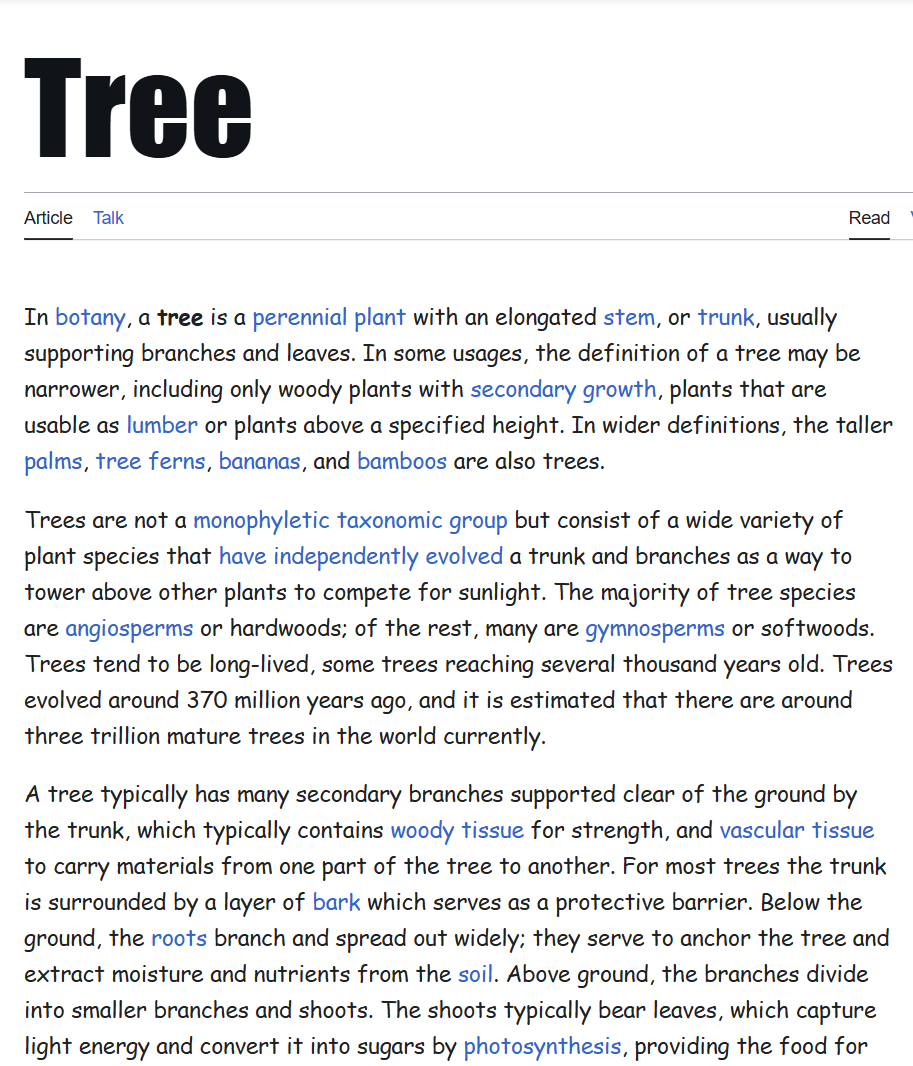 Tree
Article Talk Read
In botany, a tree is a perennial plant with an elongated stem, or trunk, usually
supporting branches and leaves. In some usages, the definition of a tree may be
narrower, including only woody plants with secondary growth, plants that are
usable as lumber or plants above a specified height. In wider definitions, the taller
palms, tree ferns, bananas, and bamboos are also trees.
Trees are not a monophyletic taxonomic group but consist of a wide variety of
plant species that have independently evolved a trunk and branches as a way to
tower above other plants to compete for sunlight. The majority of tree species
are angiosperms or hardwoods; of the rest, many are gymnosperms or softwoods.
Trees tend to be long-lived, some trees reaching several thousand years old. Trees
evolved around 370 million years ago, and it is estimated that there are around
three trillion mature trees in the world currently.
A tree typically has many secondary branches supported clear of the ground by
the trunk, which typically contains woody tissue for strength, and vascular tissue
to carry materials from one part of the tree to another. For most trees the trunk
is surrounded by a layer of bark which serves as a protective barrier. Below the
ground, the roots branch and spread out widely; they serve to anchor the tree and
extract moisture and nutrients from the soil. Above ground, the branches divide
into smaller branches and shoots. The shoots typically bear leaves, which capture
light energy and convert it into sugars by photosynthesis, providing the food for